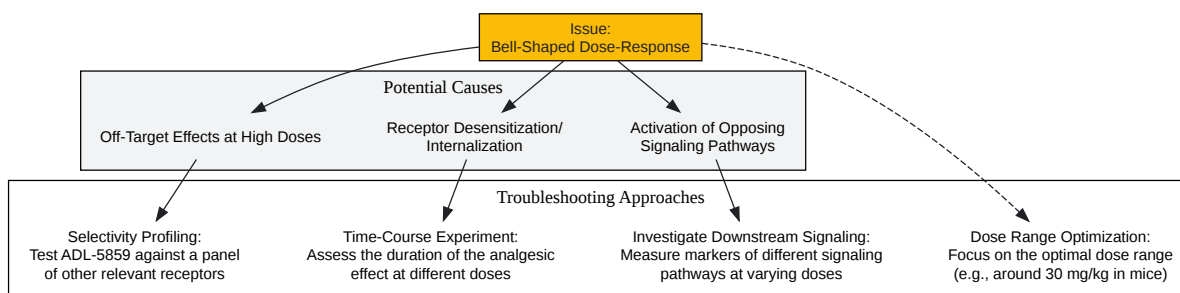 Issue:
Bell-Shaped Dose-Response
Potential Causes
Off-Target Effects at High Doses
Receptor Desensitization/
Internalization
Activation of Opposing
Signaling Pathways
Troubleshooting Approaches
Selectivity Profiling:
Test ADL-5859 against a panel
of other relevant receptors
Time-Course Experiment:
Assess the duration of the analgesic
effect at different doses
Investigate Downstream Signaling:
Measure markers of different signaling
pathways at varying doses
Dose Range Optimization:
Focus on the optimal dose range
(e.g., around 30 mg/kg in mice)